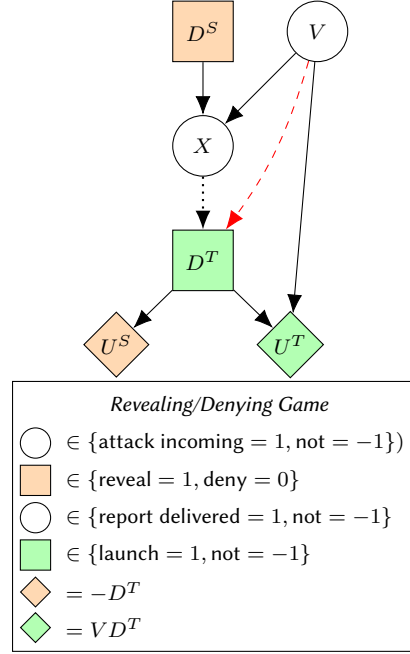 D^S
V
X
D^T
U^S
U^T
Revealing/Denying Game
∈ {attack incoming = 1, not = −1})
∈ {reveal = 1, deny = 0}
∈ {report delivered = 1, not = −1}
∈ {launch = 1, not = −1}
= −D^T
= VD^T